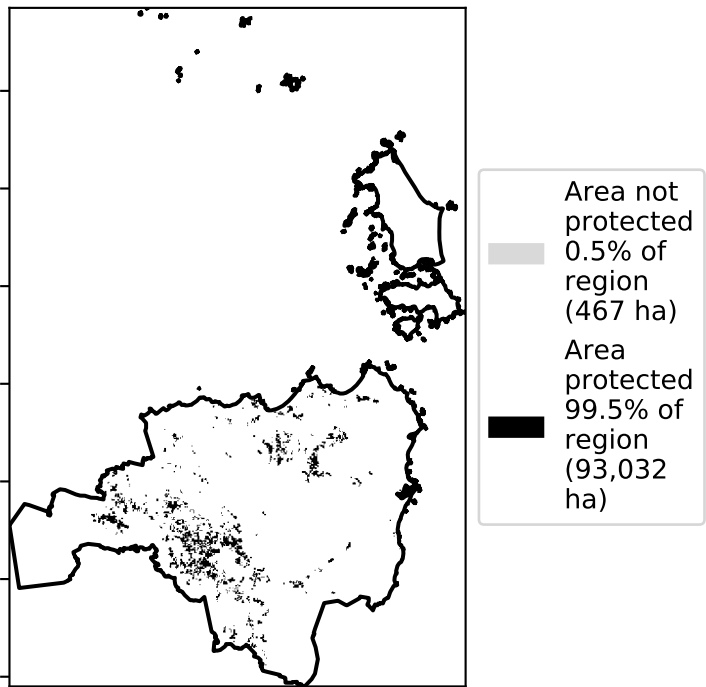 Area not
protected
0.5% of
region
(467 ha)
Area
protected
99.5% of
region
(93,032
ha)